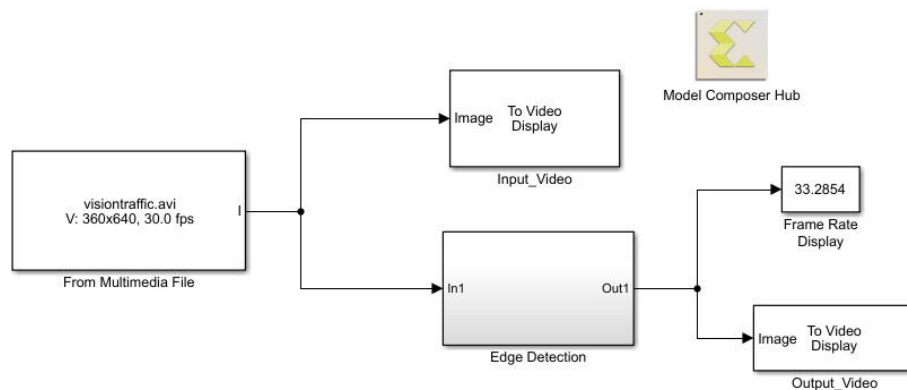 Model Composer Hub
Image
To Video
Display
Input_Video
visiontraffic.avi
V: 360x640, 30.0 fps
I
From Multimedia File
33.2854
Frame Rate
Display
In1
Out1
Edge Detection
Image
To Video
Display
Output_Video